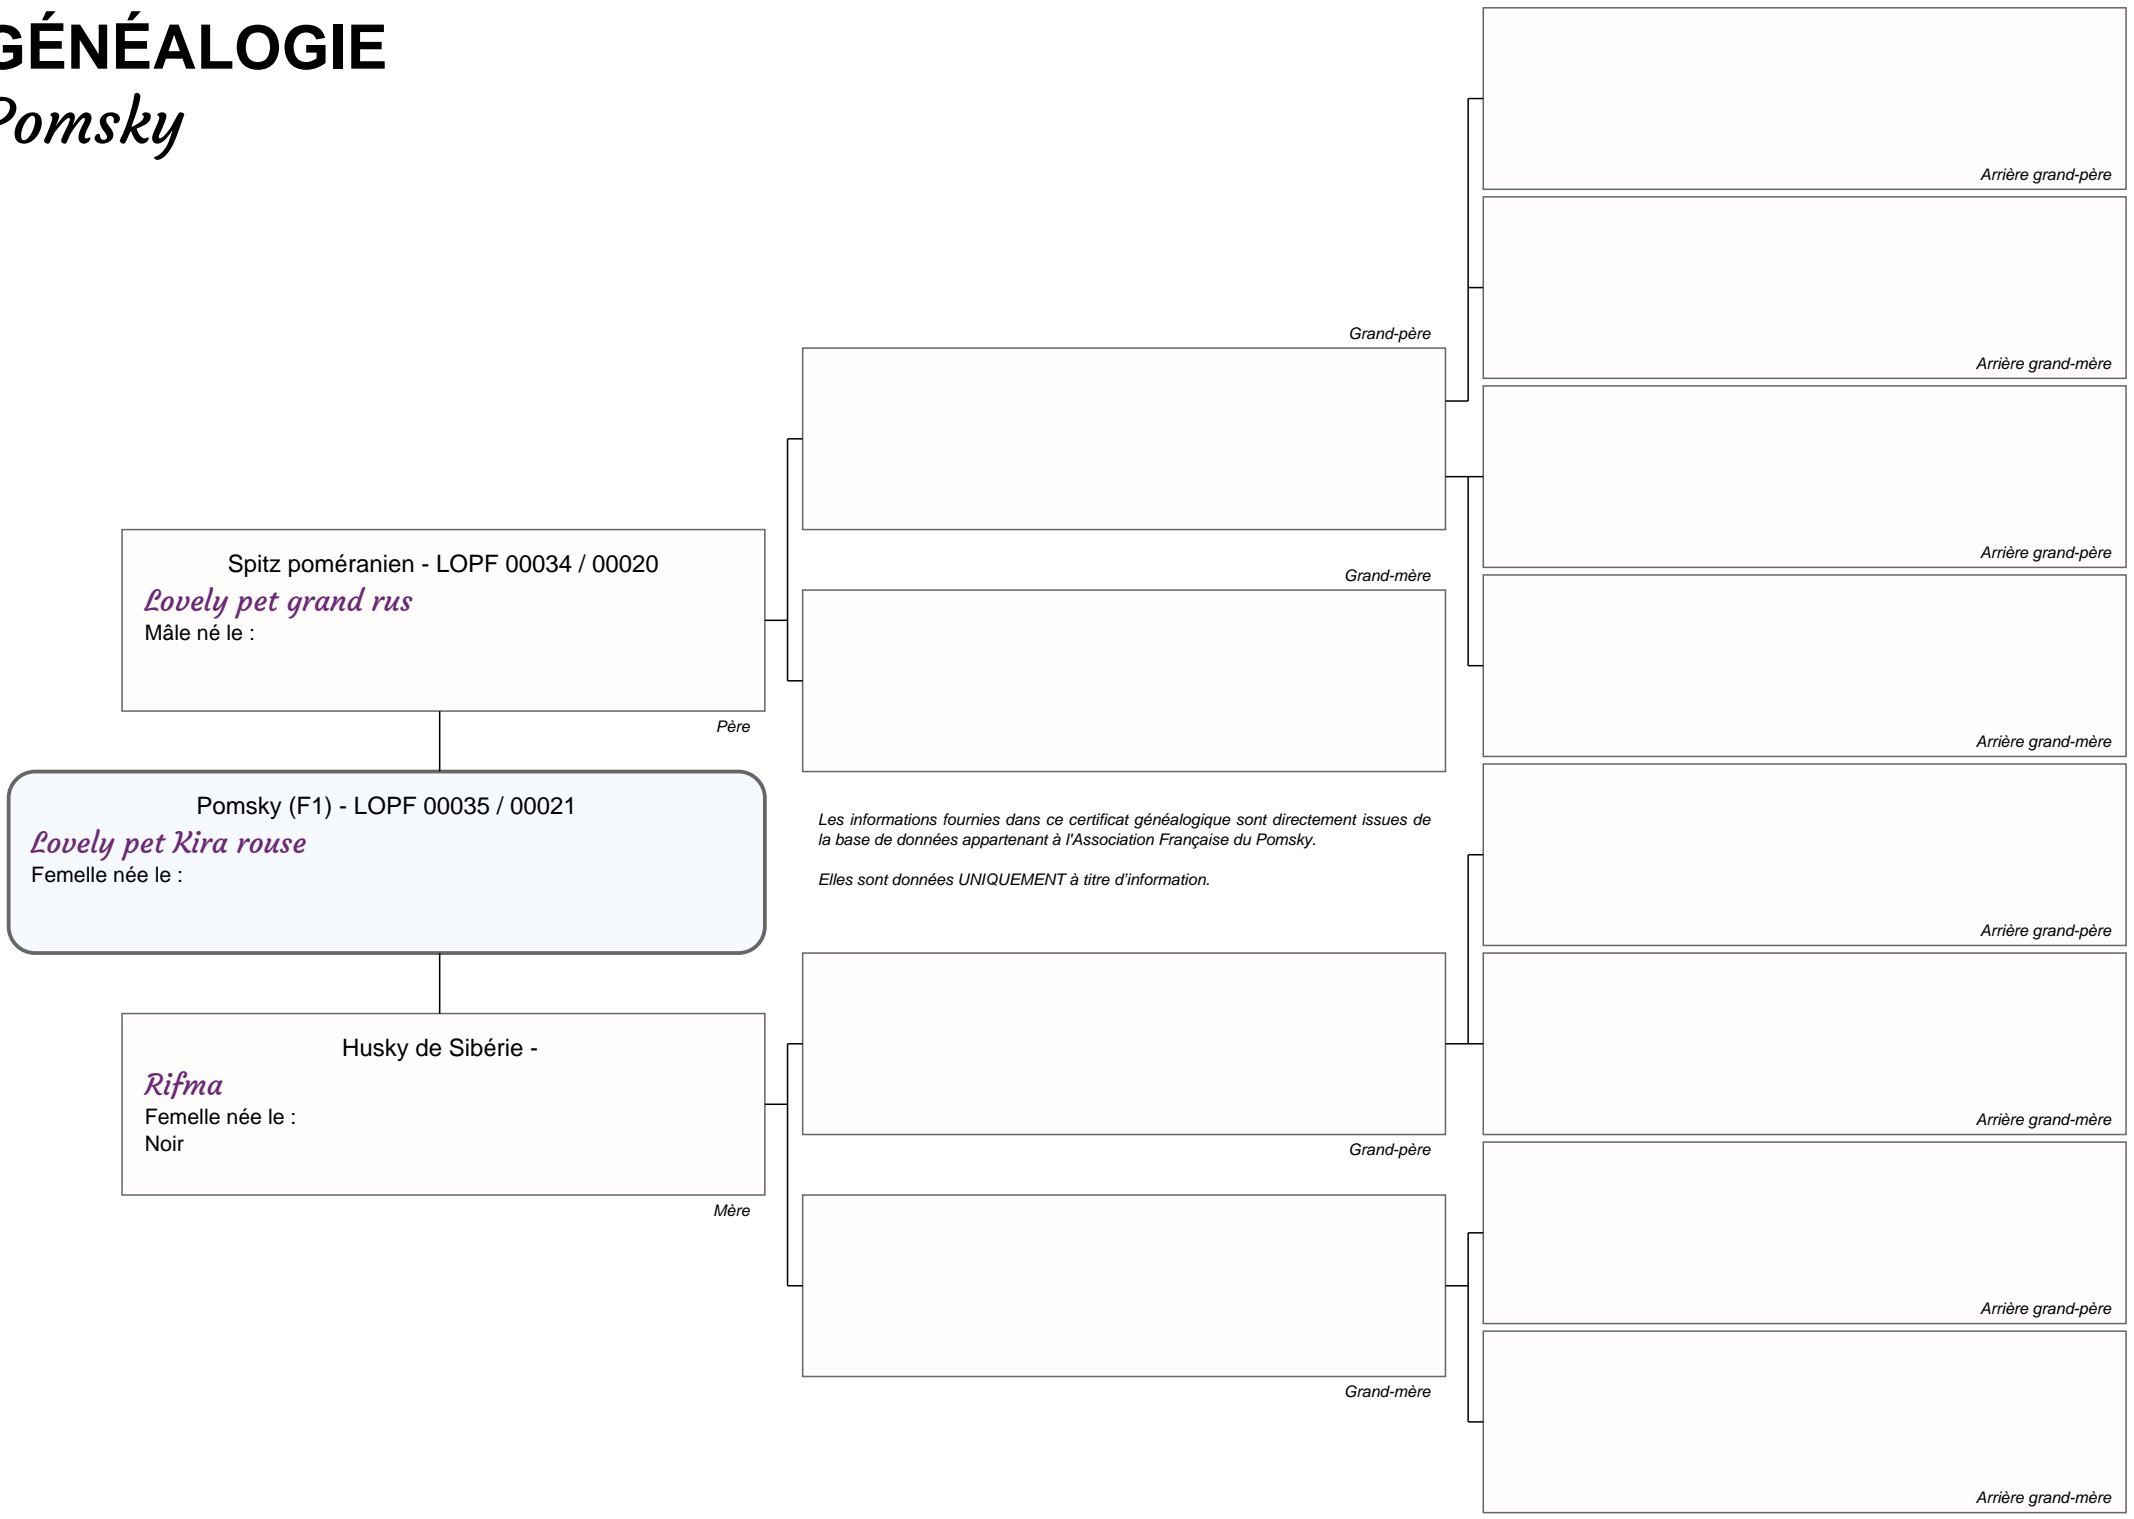 GÉNÉALOGIE
Pomsky
Arrière grand-père
Arrière grand-mère
Grand-père
Arrière grand-père
Grand-mère
Arrière grand-mère
Spitz poméranien - LOPF 00034 / 00020
Lovely pet grand rus
Mâle né le :
Père
Pomsky (F1) - LOPF 00035 / 00021
Lovely pet Kira rouse
Femelle née le :
Les informations fournies dans ce certificat généalogique sont directement issues de
la base de données appartenant à l'Association Française du Pomsky.
Elles sont données UNIQUEMENT à titre d'information.
Arrière grand-père
Husky de Sibérie -
Rifma
Femelle née le :
Noir
Mère
Grand-père
Arrière grand-mère
Arrière grand-père
Grand-mère
Arrière grand-mère